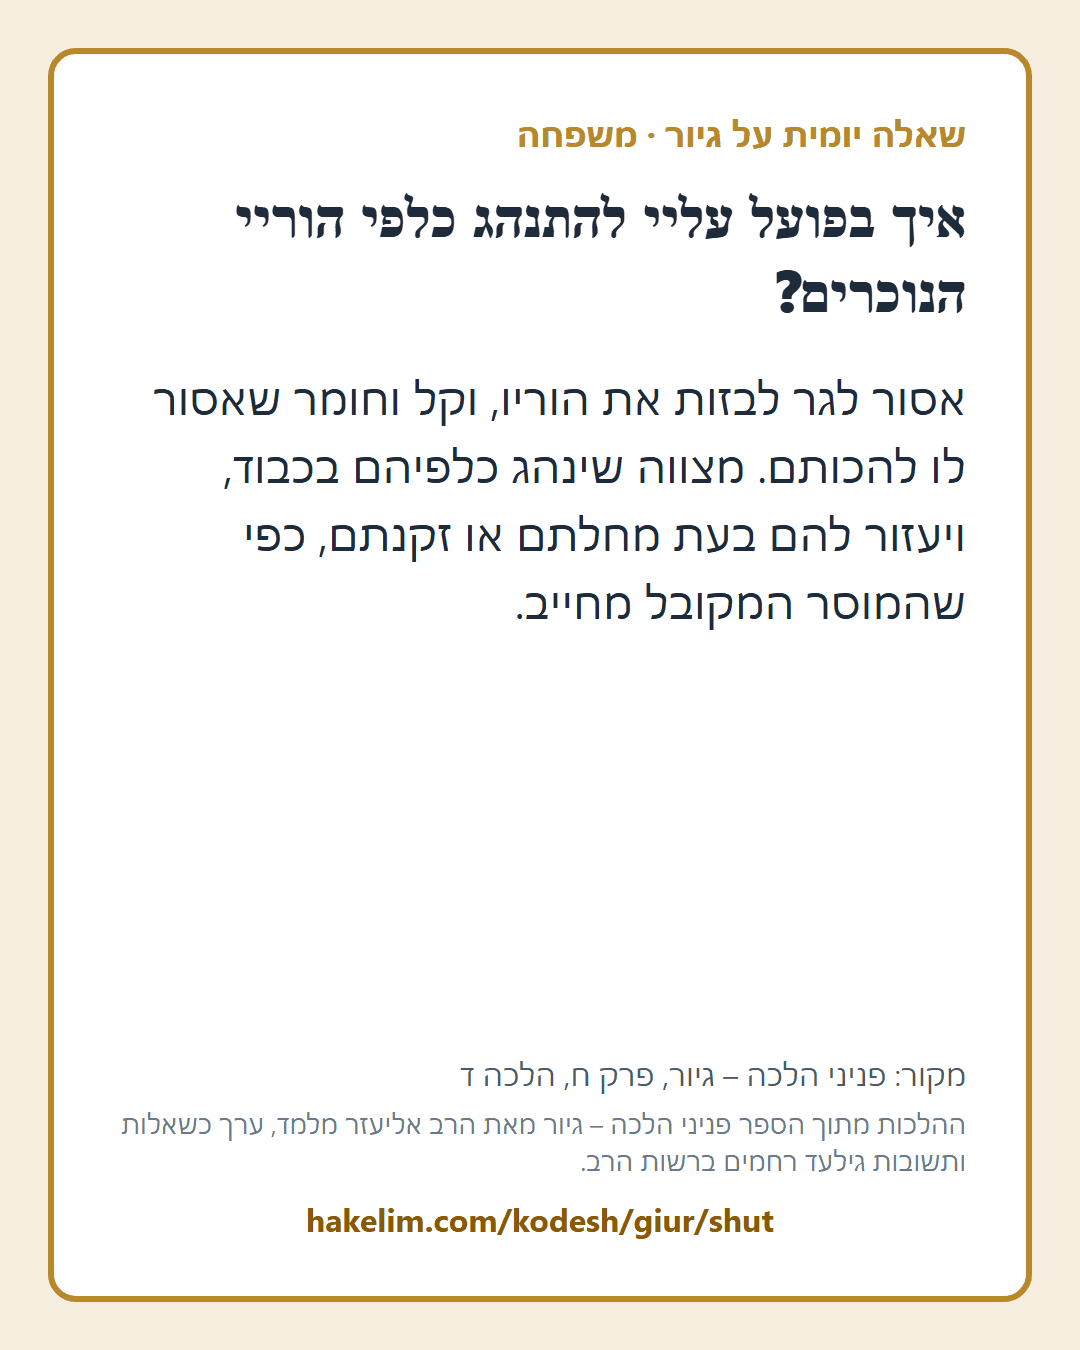 שאלה יומית על גיור · משפחה
איך בפועל עליי להתנהג כלפי הוריי
הנוכרים?
אסור לגר לבזות את הוריו, וקל וחומר שאסור
לו להכותם. מצווה שינהג כלפיהם בכבוד,
ויעזור להם בעת מחלתם או זקנתם, כפי
שהמוסר המקובל מחייב.
מקור: פניני הלכה – גיור, פרק ח, הלכה ד
ההלכות מתוך הספר פניני הלכה – גיור מאת הרב אליעזר מלמד, ערך כשאלות
ותשובות גילעד רחמים ברשות הרב.
hakelim.com/kodesh/giur/shut